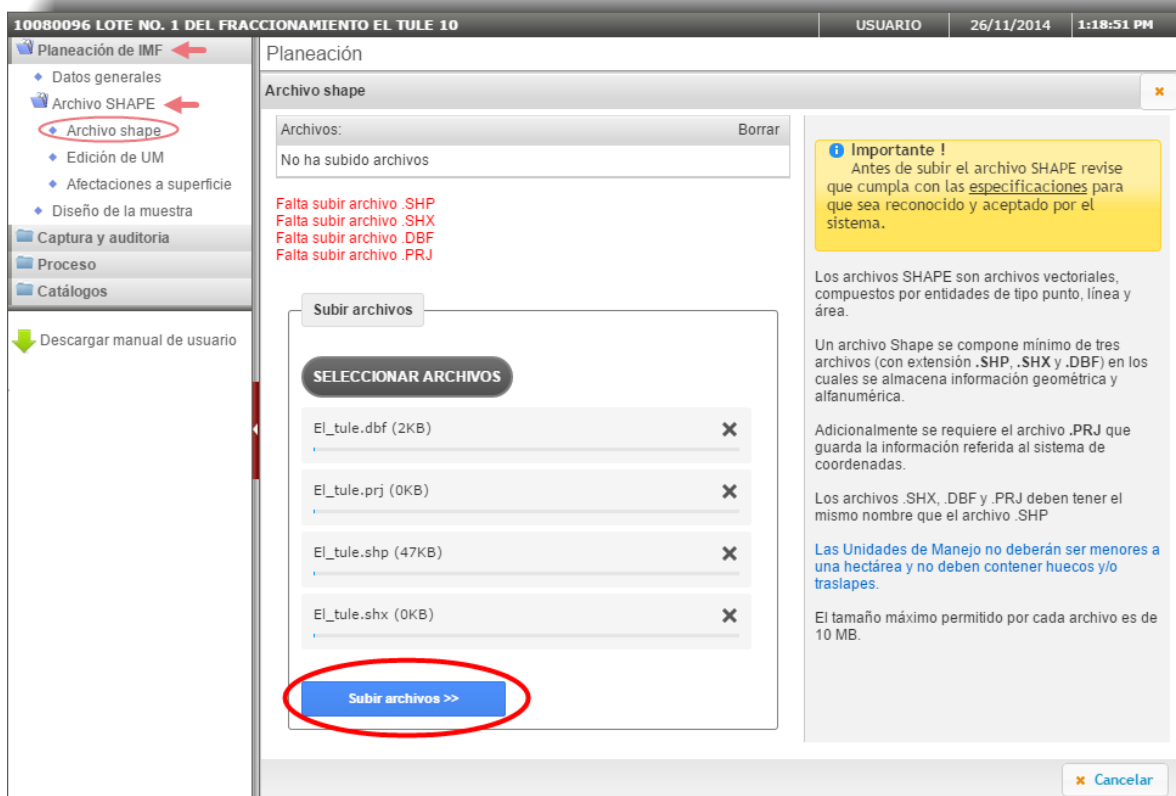 10080096 LOTE NO. 1 DEL FRACCIONAMIENTO EL TULE 10
USUARIO
26/11/2014
1:18:51 PM
Planeación de IMF
Datos generales
Archivo SHAPE
Archivo shape
Edición de UM
Afectaciones a superficie
Diseño de la muestra
Captura y auditoria
Proceso
Catálogos
Descargar manual de usuario
Planeación
Archivo shape
Archivos:
Borrar
No ha subido archivos
Falta subir archivo .SHP
Falta subir archivo .SHX
Falta subir archivo .DBF
Falta subir archivo .PRJ
Subir archivos
SELECCIONAR ARCHIVOS
El_tule.dbf (2KB)
El_tule.prj (0KB)
El_tule.shp (47KB)
El_tule.shx (0KB)
Subir archivos >>
Importante !
Antes de subir el archivo SHAPE revise
que cumpla con las especificaciones para
que sea reconocido y aceptado por el
sistema.
Los archivos SHAPE son archivos vectoriales,
compuestos por entidades de tipo punto, línea y
área.
Un archivo Shape se compone mínimo de tres
archivos (con extensión .SHP, .SHX y .DBF) en los
cuales se almacena información geométrica y
alfanumérica.
Adicionalmente se requiere el archivo .PRJ que
guarda la información referida al sistema de
coordenadas.
Los archivos .SHX, .DBF y .PRJ deben tener el
mismo nombre que el archivo .SHP
Las Unidades de Manejo no deberán ser menores a
una hectárea y no deben contener huecos y/o
traslapes.
El tamaño máximo permitido por cada archivo es de
10 MB.
Cancelar